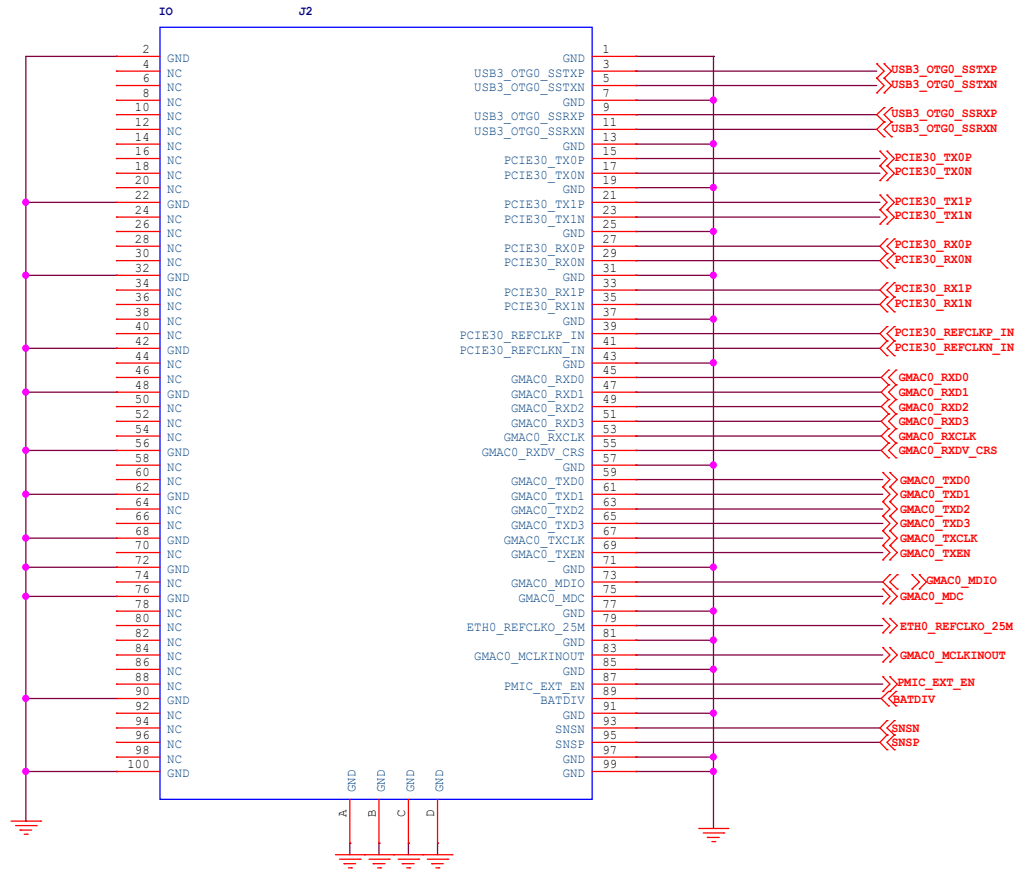 IO J2
2 GND GND 1
4 NC USB3_OTG0_SSTXP 3 USB3_OTG0_SSTXP
6 NC USB3_OTG0_SSTXN 5 USB3_OTG0_SSTXN
8 NC GND 7
10 NC USB3_OTG0_SSRXP 9 USB3_OTG0_SSRXP
12 NC USB3_OTG0_SSRXN 11 USB3_OTG0_SSRXN
14 NC GND 13
16 NC PCIE30_TX0P 15 PCIE30_TX0P
18 NC PCIE30_TX0N 17 PCIE30_TX0N
20 NC GND 19
22 GND PCIE30_TX1P 21 PCIE30_TX1P
24 NC PCIE30_TX1N 23 PCIE30_TX1N
26 NC GND 25
28 NC PCIE30_RX0P 27 PCIE30_RX0P
30 NC PCIE30_RX0N 29 PCIE30_RX0N
32 GND GND 31
34 NC PCIE30_RX1P 33 PCIE30_RX1P
36 NC PCIE30_RX1N 35 PCIE30_RX1N
38 NC GND 37
40 NC PCIE30_REFCLKP_IN 39 PCIE30_REFCLKP_IN
42 GND PCIE30_REFCLKN_IN 41 PCIE30_REFCLKN_IN
44 NC GND 43
46 NC GMAC0_RXD0 45 GMAC0_RXD0
48 GND GMAC0_RXD1 47 GMAC0_RXD1
50 NC GMAC0_RXD2 49 GMAC0_RXD2
52 NC GMAC0_RXD3 51 GMAC0_RXD3
54 NC GMAC0_RXCLK 53 GMAC0_RXCLK
56 GND GMAC0_RXDV_CRS 55 GMAC0_RXDV_CRS
58 NC GND 57
60 NC GMAC0_TXD0 59 GMAC0_TXD0
62 GND GMAC0_TXD1 61 GMAC0_TXD1
64 NC GMAC0_TXD2 63 GMAC0_TXD2
66 NC GMAC0_TXD3 65 GMAC0_TXD3
68 GND GMAC0_TXCLK 67 GMAC0_TXCLK
70 NC GMAC0_TXEN 69 GMAC0_TXEN
72 GND GND 71
74 NC GMAC0_MDIO 73 GMAC0_MDIO
76 GND GMAC0_MDC 75 GMAC0_MDC
78 NC GND 77
80 NC ETH0_REFCLKO_25M 79 ETH0_REFCLKO_25M
82 NC GND 81
84 NC GMAC0_MCLKINOUT 83 GMAC0_MCLKINOUT
86 NC GND 85
88 NC PMIC_EXT_EN 87 PMIC_EXT_EN
90 GND BATDIV 89 BATDIV
92 NC GND 91
94 NC SNSN 93 SNSN
96 NC SNSP 95 SNSP
98 NC GND 97
100 GND GND 99
GND GND GND GND
A B C D